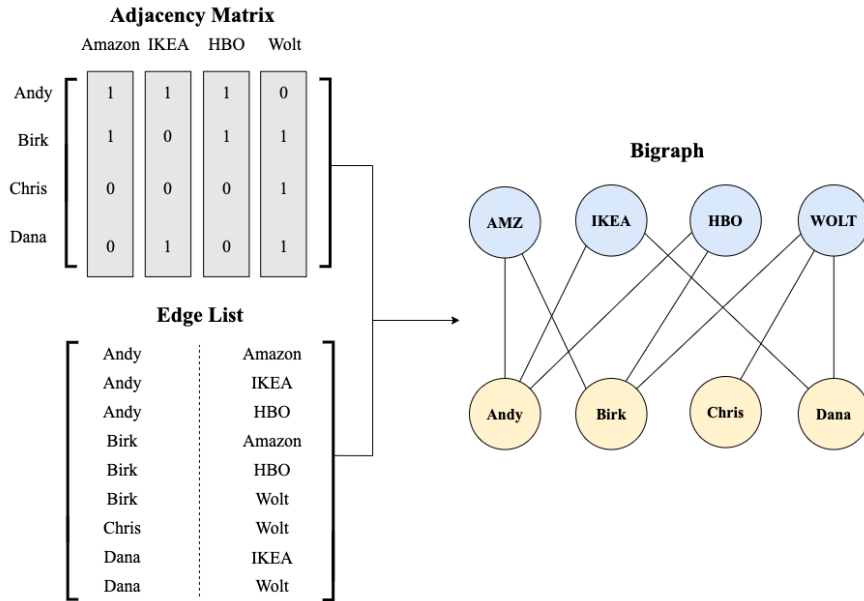 Adjacency Matrix
Amazon IKEA HBO Wolt
Andy 1 1 1 0
Birk 1 0 1 1
Chris 0 0 0 1
Dana 0 1 0 1
Edge List
Andy Amazon
Andy IKEA
Andy HBO
Birk Amazon
Birk HBO
Birk Wolt
Chris Wolt
Dana IKEA
Dana Wolt
Bigraph
AMZ IKEA HBO WOLT
Andy Birk Chris Dana